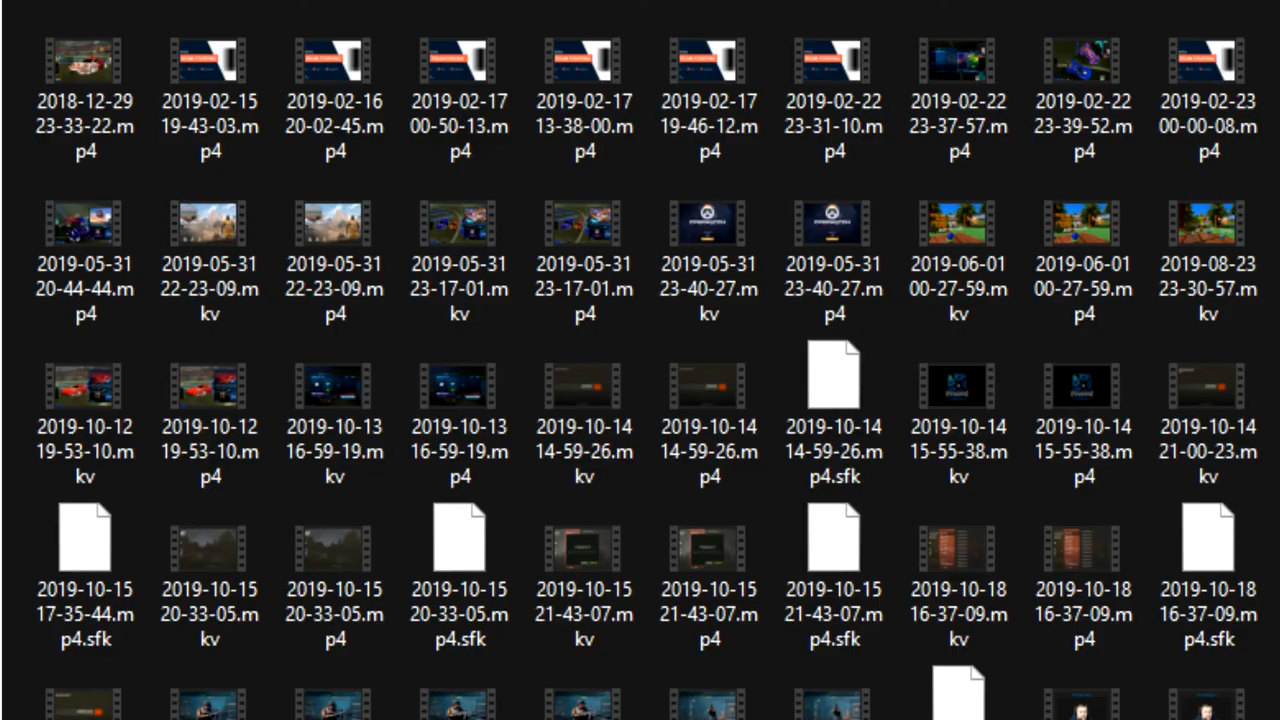 2018-12-29 2019-02-15 2019-02-16 2019-02-17 2019-02-17 2019-02-17 2019-02-22 2019-02-22 2019-02-22 2019-02-23
23-33-22.m 19-43-03.m 20-02-45.m 00-50-13.m 13-38-00.m 19-46-12.m 23-31-10.m 23-37-57.m 23-39-52.m 00-00-08.m
p4 p4 p4 p4 p4 p4 p4 p4 p4 p4
2019-05-31 2019-05-31 2019-05-31 2019-05-31 2019-05-31 2019-05-31 2019-05-31 2019-06-01 2019-06-01 2019-08-23
20-44-44.m 22-23-09.m 22-23-09.m 23-17-01.m 23-17-01.m 23-40-27.m 23-40-27.m 00-27-59.m 00-27-59.m 23-30-57.m
p4 kv p4 kv p4 kv p4 kv p4 kv
2019-10-12 2019-10-12 2019-10-13 2019-10-13 2019-10-14 2019-10-14 2019-10-14 2019-10-14 2019-10-14 2019-10-14
19-53-10.m 19-53-10.m 16-59-19.m 16-59-19.m 14-59-26.m 14-59-26.m 14-59-26.m 15-55-38.m 15-55-38.m 21-00-23.m
kv p4 kv p4 kv p4 p4.sfk kv p4 kv
2019-10-15 2019-10-15 2019-10-15 2019-10-15 2019-10-15 2019-10-15 2019-10-15 2019-10-18 2019-10-18 2019-10-18
17-35-44.m 20-33-05.m 20-33-05.m 20-33-05.m 21-43-07.m 21-43-07.m 21-43-07.m 16-37-09.m 16-37-09.m 16-37-09.m
p4.sfk kv p4 p4.sfk kv p4 p4.sfk kv p4 p4.sfk